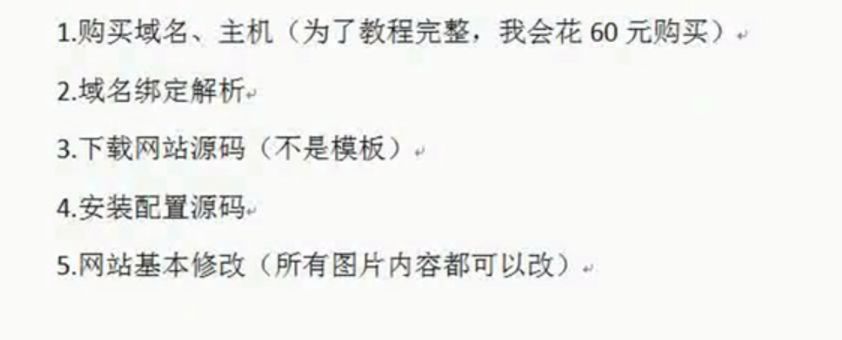 1.购买域名、主机（为了教程完整，我会花 60 元购买）
2.域名绑定解析
3.下载网站源码（不是模板）
4.安装配置源码
5.网站基本修改（所有图片内容都可以改）